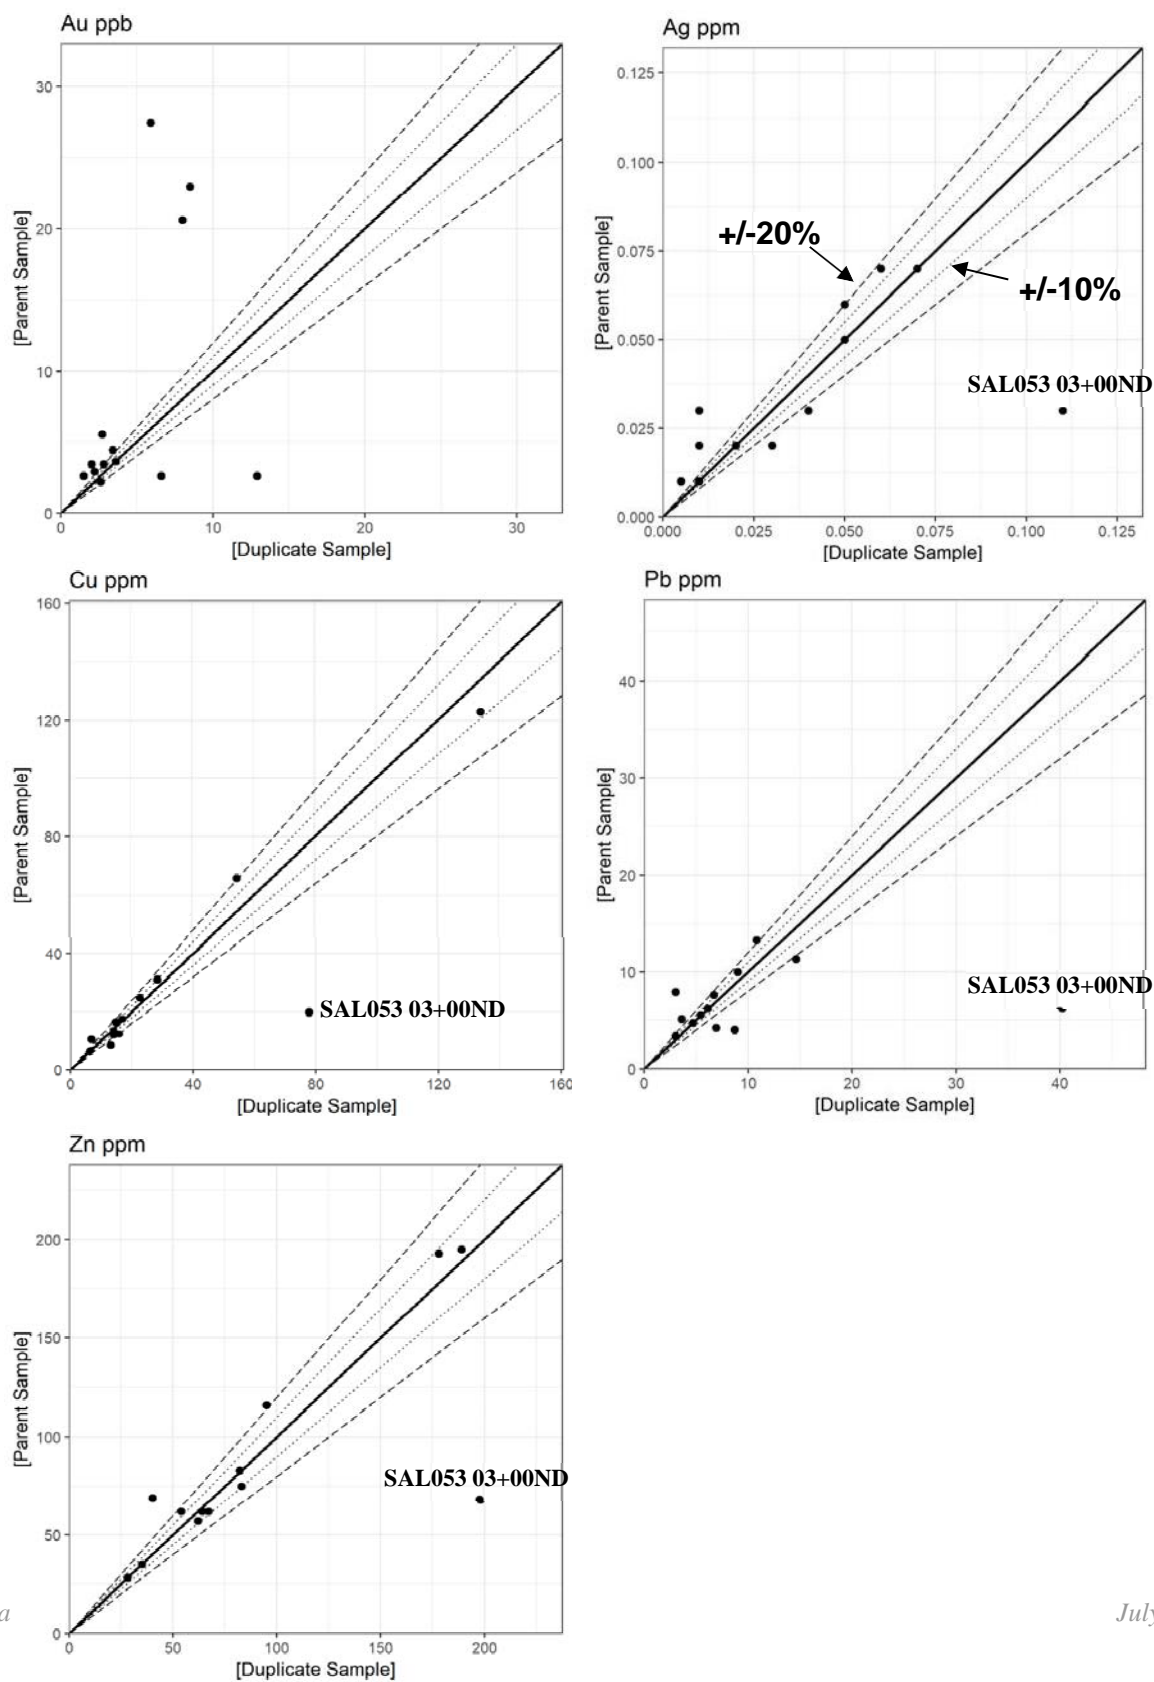 Au ppb
30
20
10
0
0
10
20
30
[Parent Sample]
[Duplicate Sample]
Ag ppm
0.125
0.100
0.075
0.050
0.025
0.000
0.000
0.025
0.050
0.075
0.100
0.125
[Parent Sample]
[Duplicate Sample]
+/-20%
+/-10%
SAL053 03+00ND
Cu ppm
160
120
80
40
0
0
40
80
120
160
[Parent Sample]
[Duplicate Sample]
SAL053 03+00ND
Pb ppm
40
30
20
10
0
0
10
20
30
40
[Parent Sample]
[Duplicate Sample]
SAL053 03+00ND
Zn ppm
200
150
100
50
0
0
50
100
150
200
[Parent Sample]
[Duplicate Sample]
SAL053 03+00ND
a
July